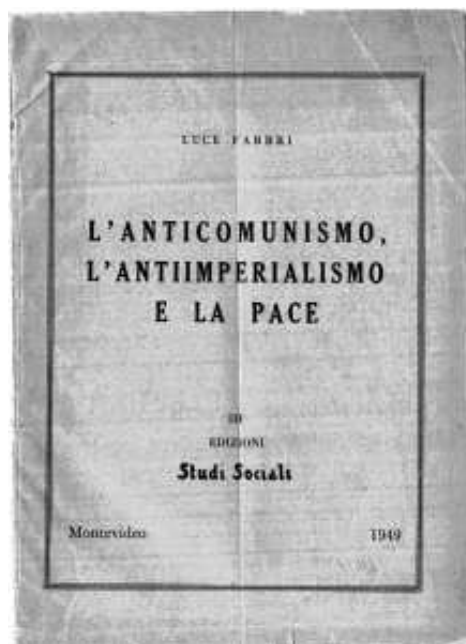 LUCE FABBRI
L'ANTICOMUNISMO,
L'ANTIIMPERIALISMO
E LA PACE
EDIZIONI
Studi Sociali
Montevideo 1949